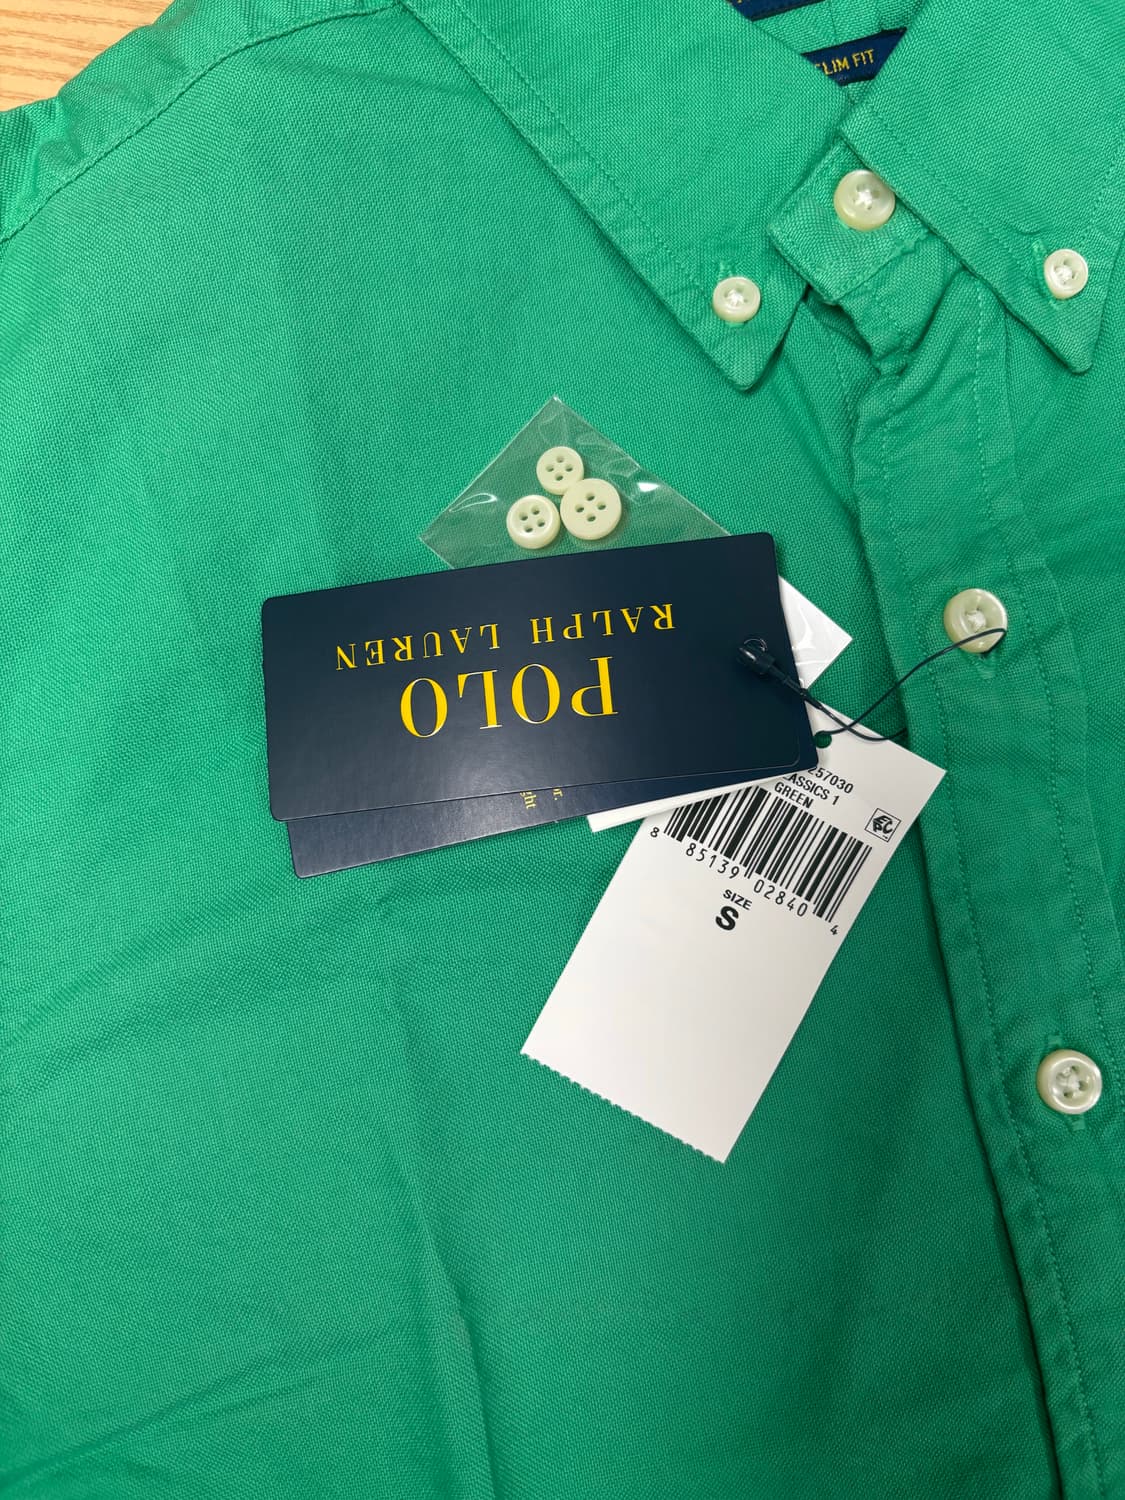 SLIM FIT
POLO
RALPH LAUREN
257030
CLASSICS 1
GREEN
8 85139 02840 4
SIZE
S